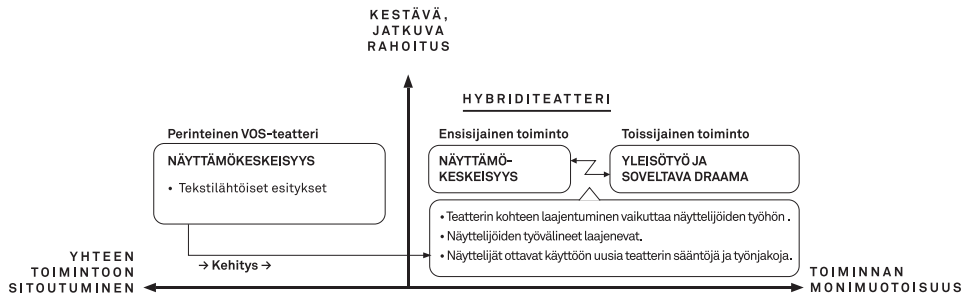 KESTÄVÄ,
JATKUVA
RAHOITUS
HYBRIDITEATTERI
Perinteinen VOS-teatteri
NÄYTTÄMÖKESKEISYYS
• Tekstilähtöiset esitykset
Ensisijainen toiminto
NÄYTTÄMÖ-
KESKEISYYS
Toissijainen toiminto
YLEISÖTYÖ JA
SOVELTAVA DRAAMA
• Teatterin kohteen laajentuminen vaikuttaa näyttelijöiden työhön .
• Näyttelijöiden työvälineet laajenevat.
• Näyttelijät ottavat käyttöön uusia teatterin sääntöjä ja työnjakoja.
→ Kehitys →
YHTEEN
TOIMINTOON
SITOUTUMINEN
TOIMINNAN
MONIMUOTOISUUS